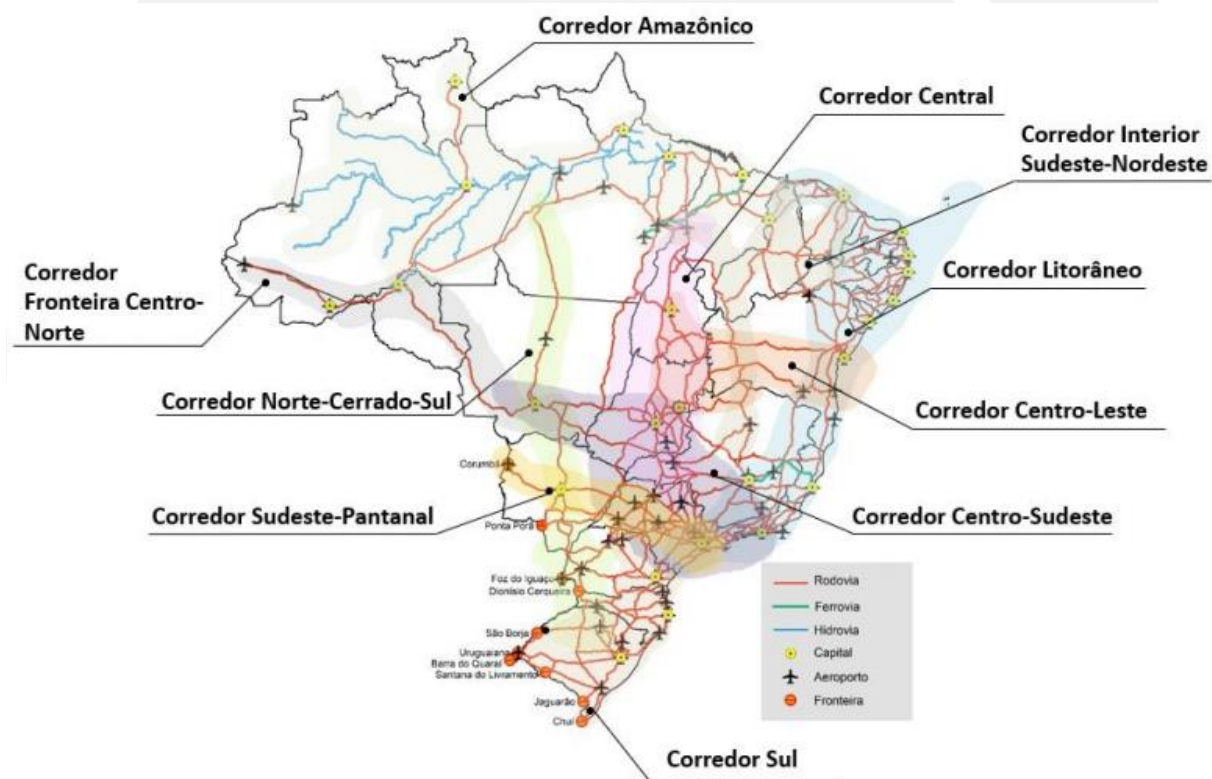 Corredor Amazônico
Corredor Central
Corredor Interior
Sudeste-Nordeste
Corredor Litorâneo
Corredor
Fronteira Centro-
Norte
Corredor Norte-Cerrado-Sul
Corredor Centro-Leste
Corumbá
Corredor Sudeste-Pantanal
Ponta Porã
Corredor Centro-Sudeste
Foz do Iguaçu
Dionísio Cerqueira
São Borja
Uruguaiana
Barra do Quaraí
Santana do Livramento
Jaguarão
Chuí
Rodovia
Ferrovia
Hidrovia
Capital
Aeroporto
Fronteira
Corredor Sul